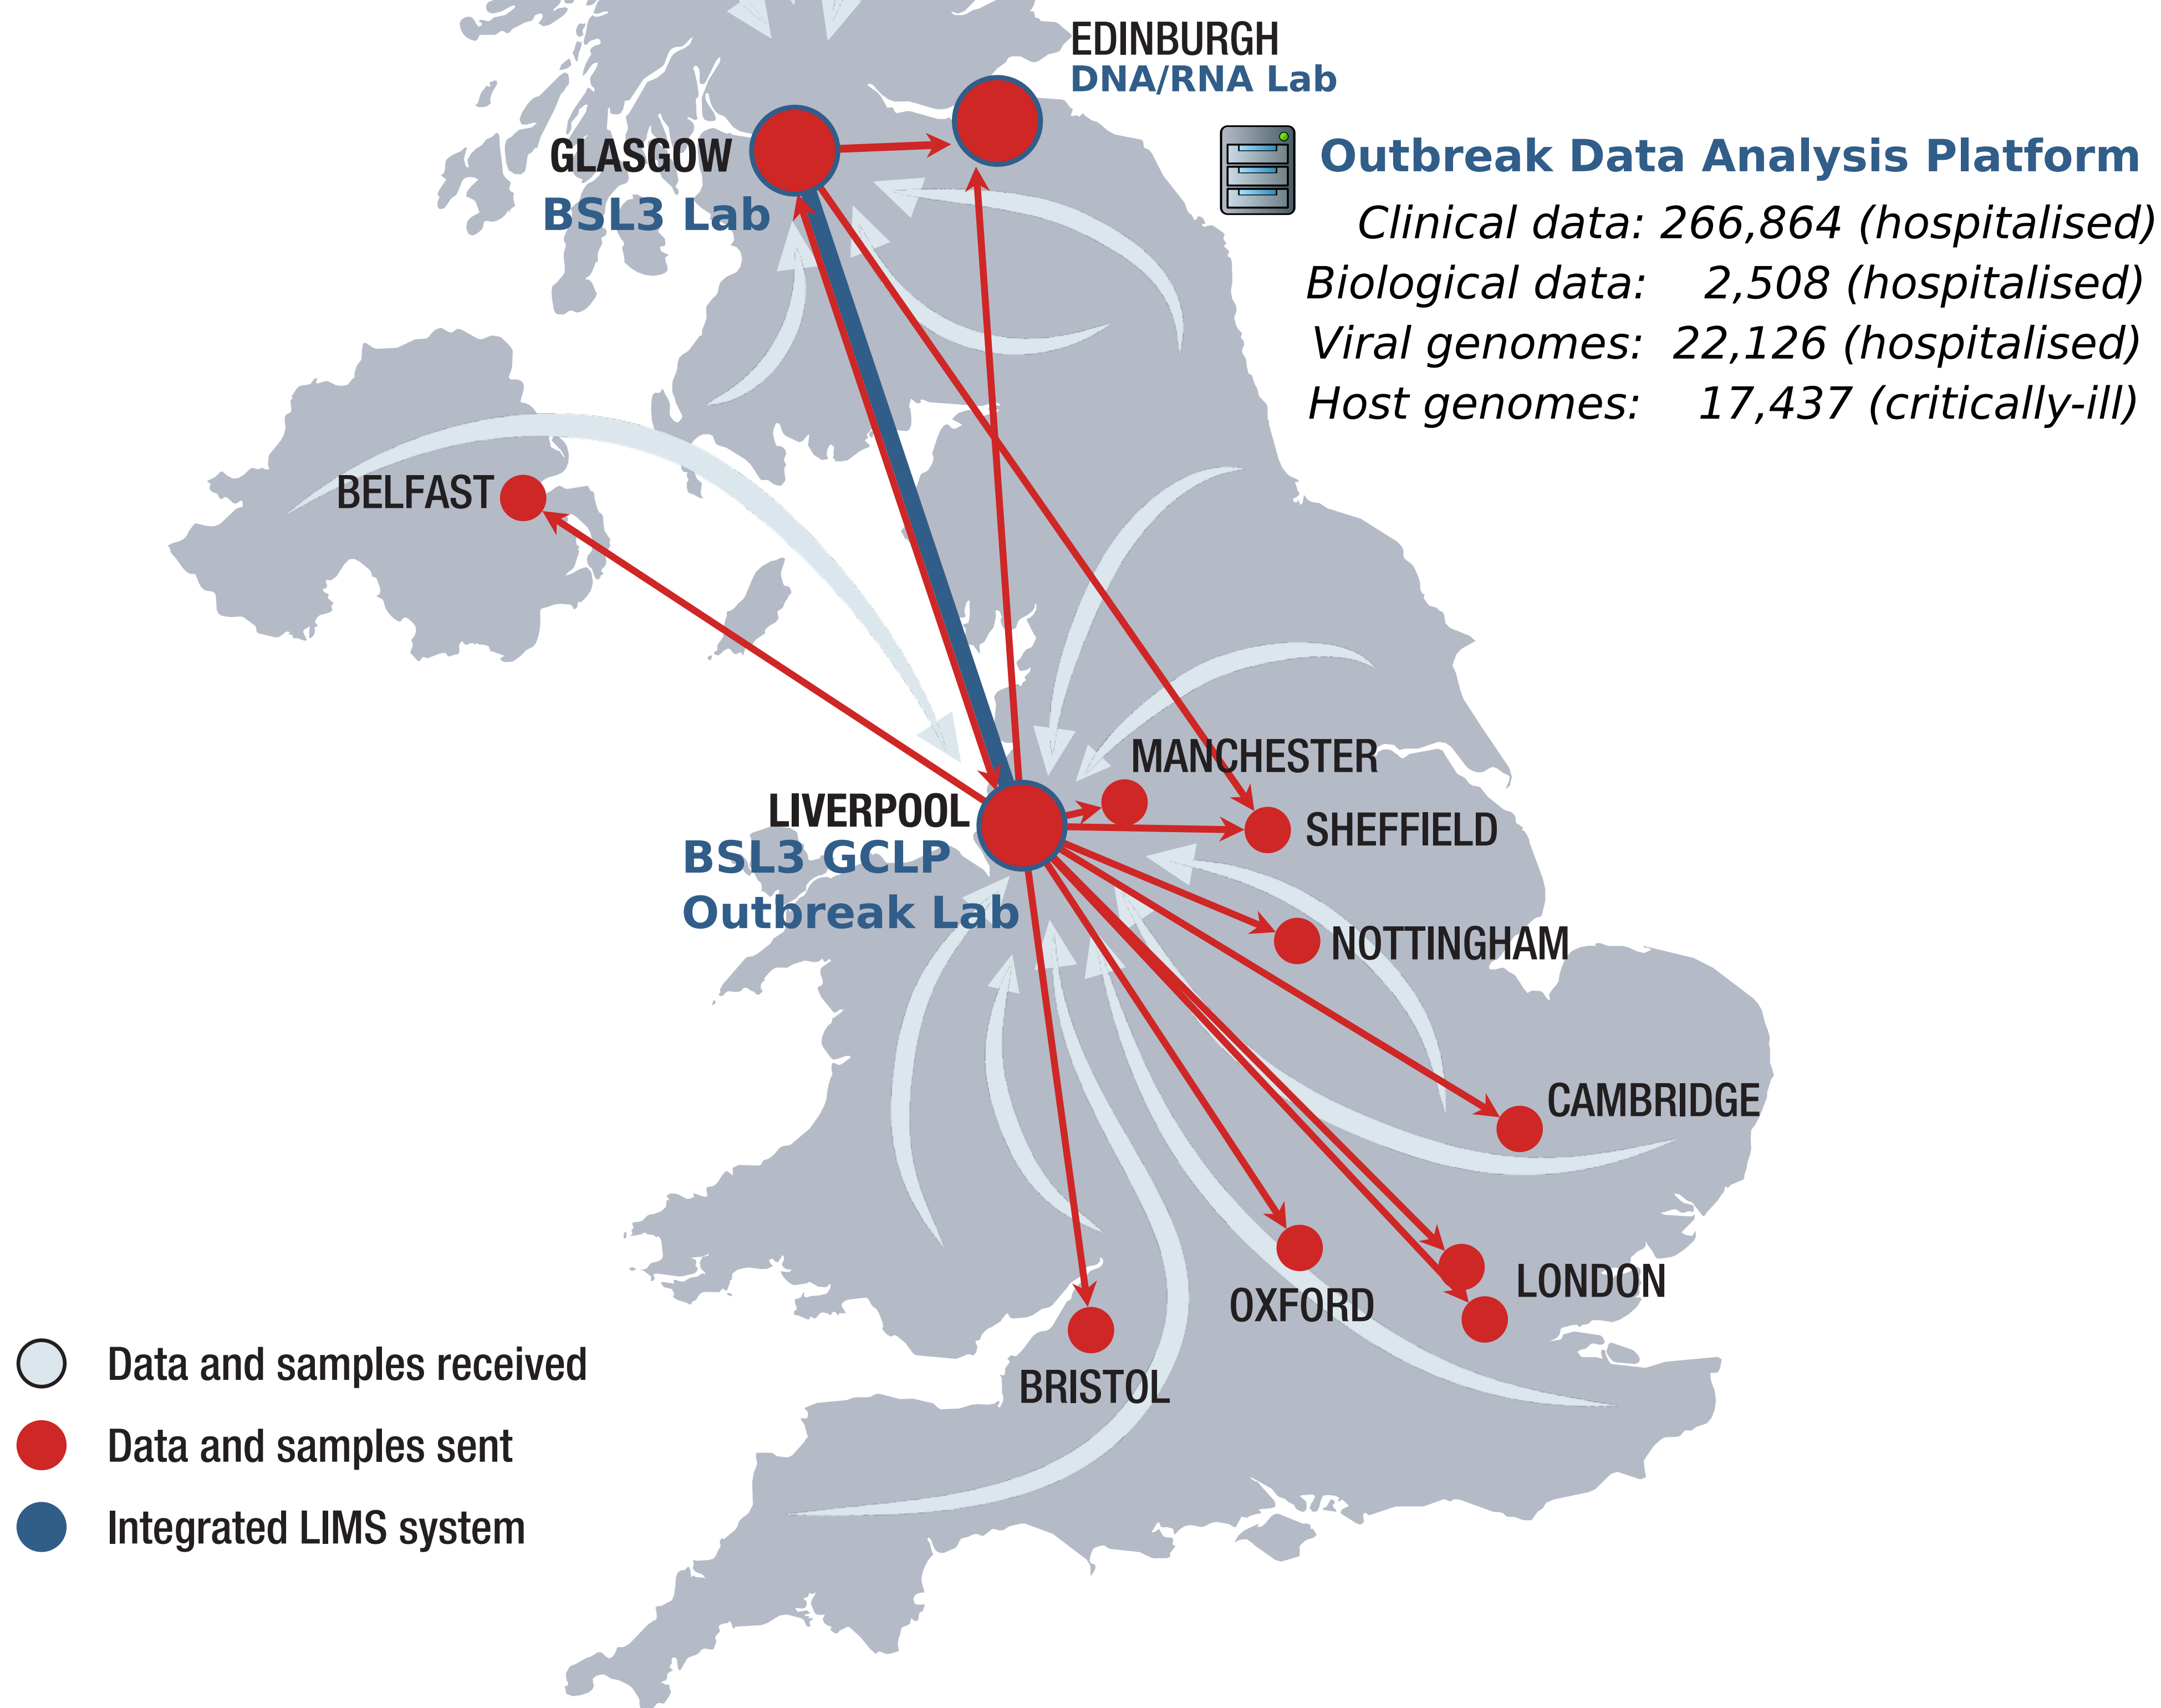 EDINBURGH
DNA/RNA Lab
GLASGOW
BSL3 Lab
Outbreak Data Analysis Platform
Clinical data: 266,864 (hospitalised)
Biological data: 2,508 (hospitalised)
Viral genomes: 22,126 (hospitalised)
Host genomes: 17,437 (critically-ill)
BELFAST
MANCHESTER
LIVERPOOL
BSL3 GCLP
Outbreak Lab
SHEFFIELD
NOTTINGHAM
CAMBRIDGE
LONDON
OXFORD
BRISTOL
Data and samples received
Data and samples sent
Integrated LIMS system